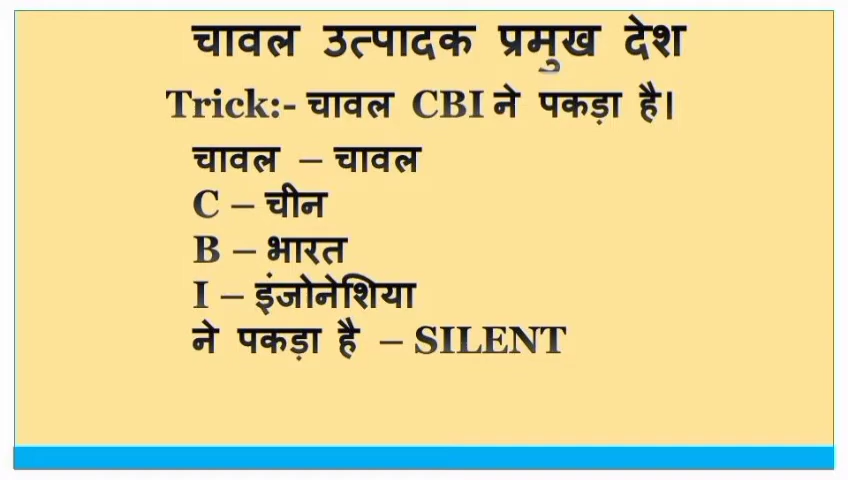 चावल उत्पादक प्रमुख देश
Trick:- चावल CBI ने पकड़ा है।
चावल – चावल
C – चीन
B – भारत
I – इंजोनेशिया
ने पकड़ा है – SILENT